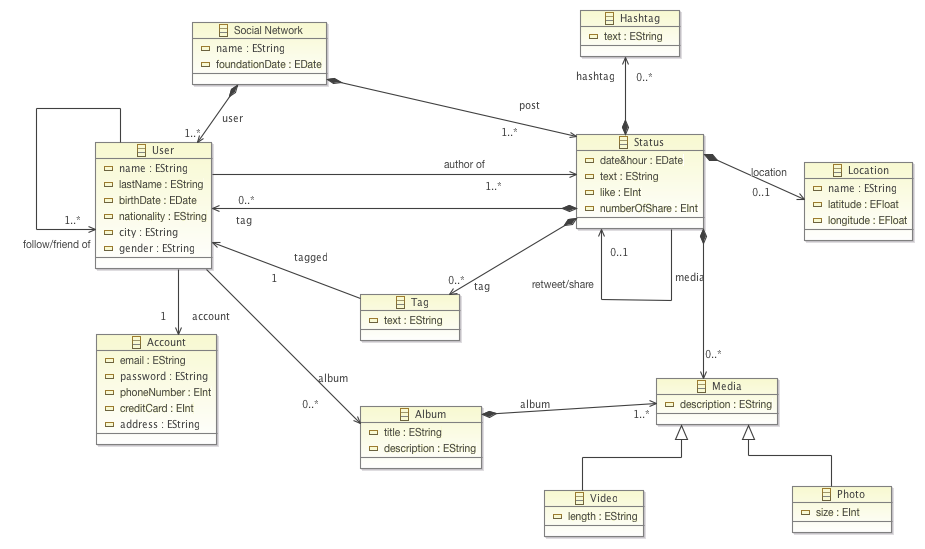 Social Network
name : EString
foundationDate : EDate
Hashtag
text : EString
hashtag
0..*
user
1..*
post
1..*
User
name : EString
lastName : EString
birthDate : EDate
nationality : EString
city : EString
gender : EString
1..*
follow/friend of
author of
1..*
0..*
tag
Status
date&hour : EDate
text : EString
like : EInt
numberOfShare : EInt
location
0..1
Location
name : EString
latitude : EFloat
longitude : EFloat
tagged
1
0..*
tag
0..1
retweet/share
media
0..*
Tag
text : EString
1
account
Account
email : EString
password : EString
phoneNumber : EInt
creditCard : EInt
address : EString
album
0..*
Album
title : EString
description : EString
album
1..*
Media
description : EString
Video
length : EString
Photo
size : EInt